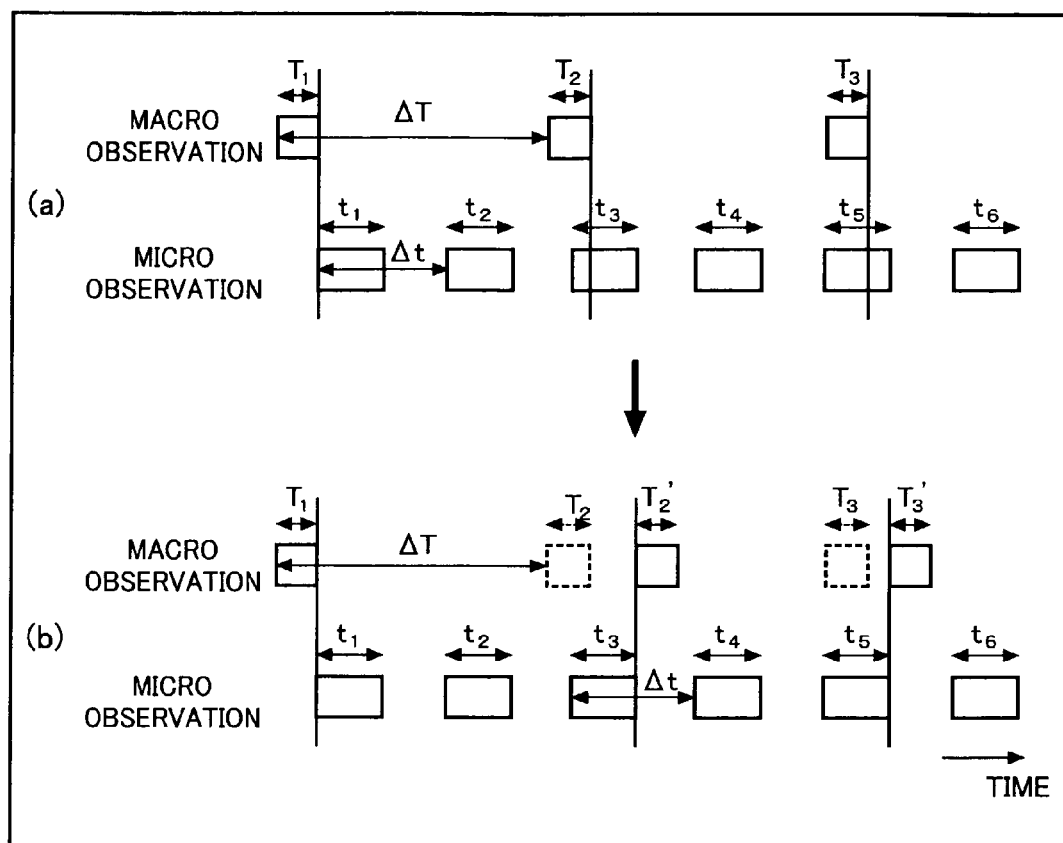 T₁ T₂ T₃
MACRO OBSERVATION ΔT
(a)
t₁ t₂ t₃ t₄ t₅ t₆
MICRO OBSERVATION Δt
T₁ T₂ T₂' T₃ T₃'
MACRO OBSERVATION ΔT
(b)
t₁ t₂ t₃ t₄ t₅ t₆
MICRO OBSERVATION Δt
TIME